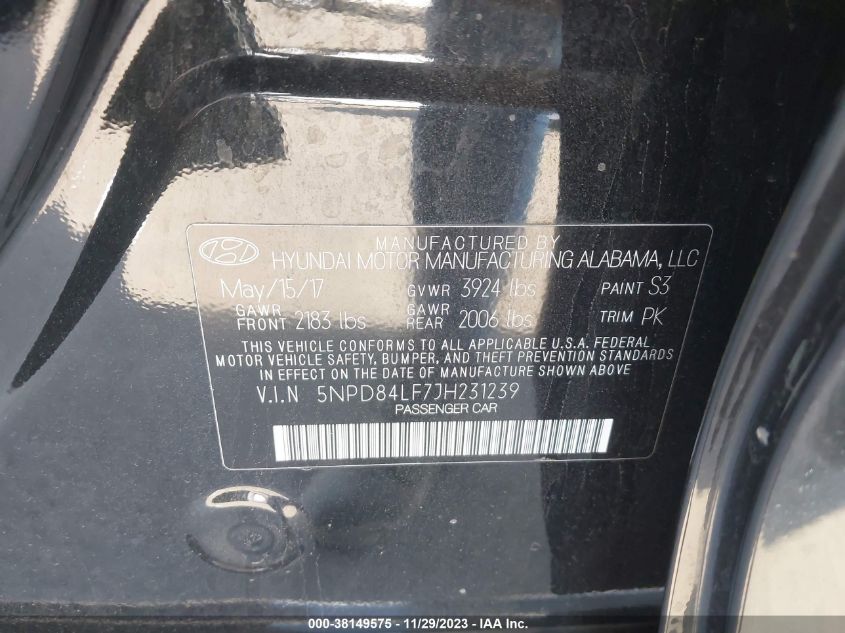 MANUFACTURED BY
HYUNDAI MOTOR MANUFACTURING ALABAMA, LLC
May/15/17 GVWR 3924 lbs PAINT S3
GAWR FRONT 2183 lbs GAWR REAR 2006 lbs TRIM PK
THIS VEHICLE CONFORMS TO ALL APPLICABLE U.S.A. FEDERAL
MOTOR VEHICLE SAFETY, BUMPER, AND THEFT PREVENTION STANDARDS
IN EFFECT ON THE DATE OF MANUFACTURE SHOWN ABOVE
V.I.N 5NPD84LF7JH231239
PASSENGER CAR
000-38149575 - 11/29/2023 - IAA Inc.